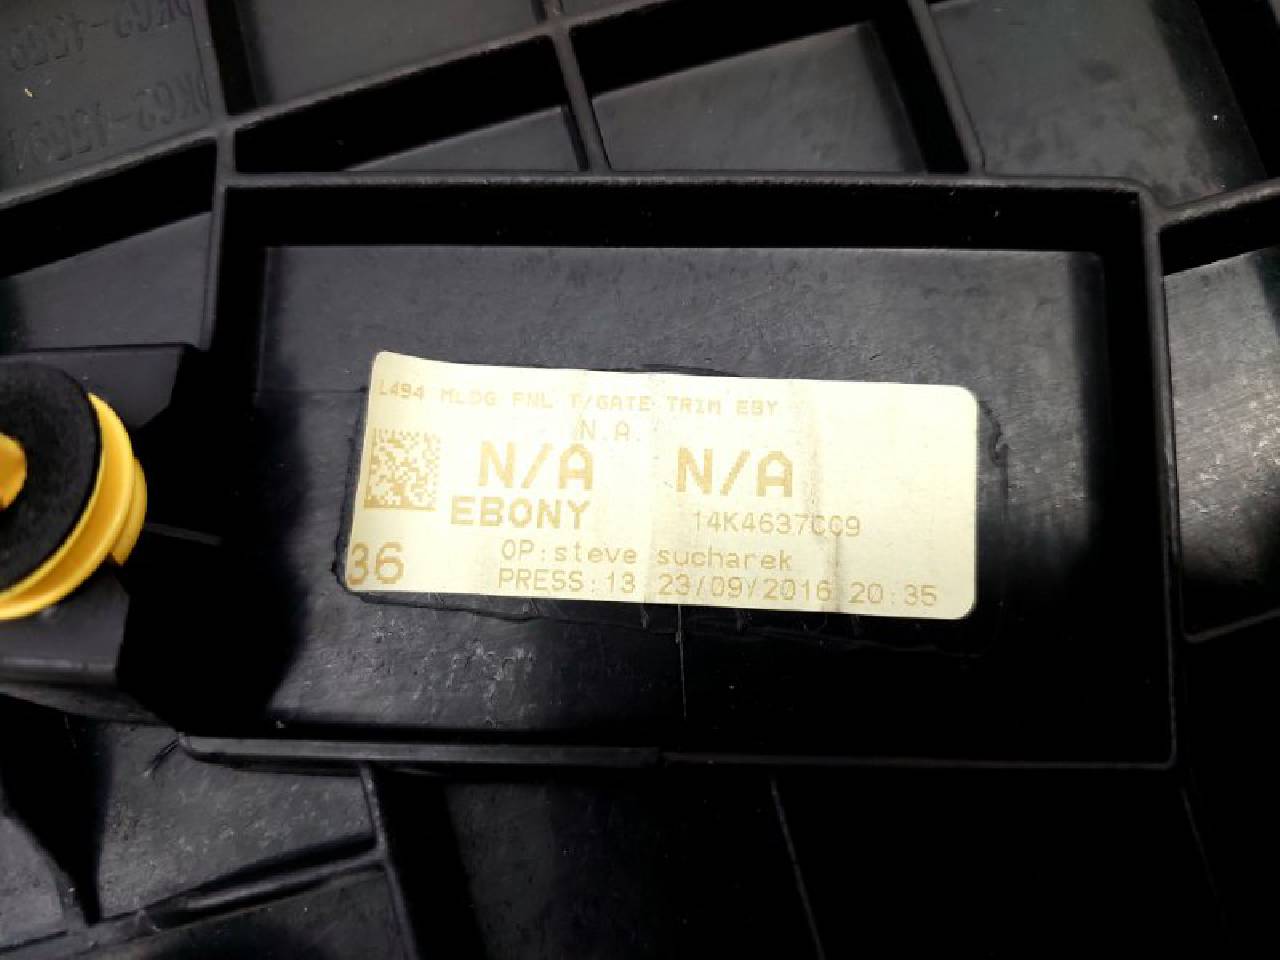 L494 MLDG PNL T/GATE TRIM EBY
N.A.
N/A N/A
EBONY 14K4637CC9
36 OP:steve sucharek
PRESS:13 23/09/2016 20:35